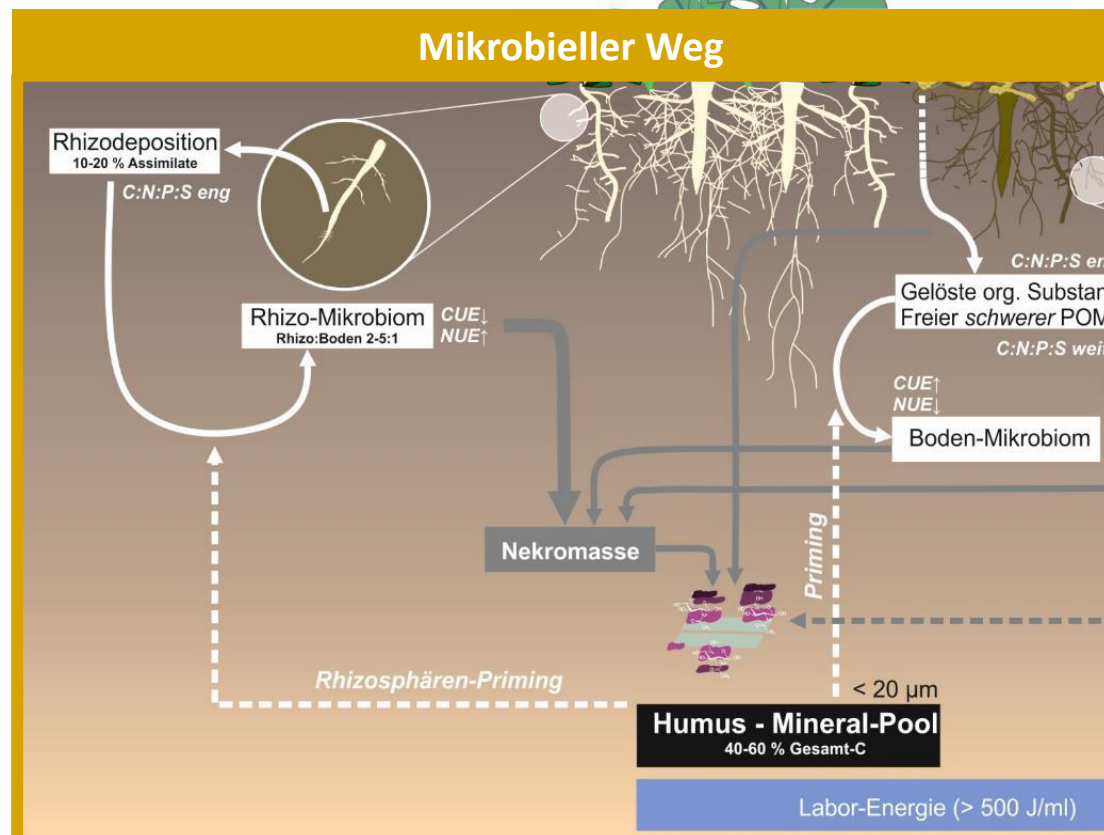 Mikrobieller Weg
Rhizodeposition
10-20 % Assimilate
C:N:P:S eng
Rhizo-Mikrobiom
Rhizo:Boden 2-5:1
CUE↓
NUE↑
C:N:P:S en
Gelöste org. Substan
Freier schwerer POM
C:N:P:S weit
CUE↑
NUE↓
Boden-Mikrobiom
Nekromasse
Priming
Rhizosphären-Priming
< 20 µm
Humus - Mineral-Pool
40-60 % Gesamt-C
Labor-Energie (> 500 J/ml)